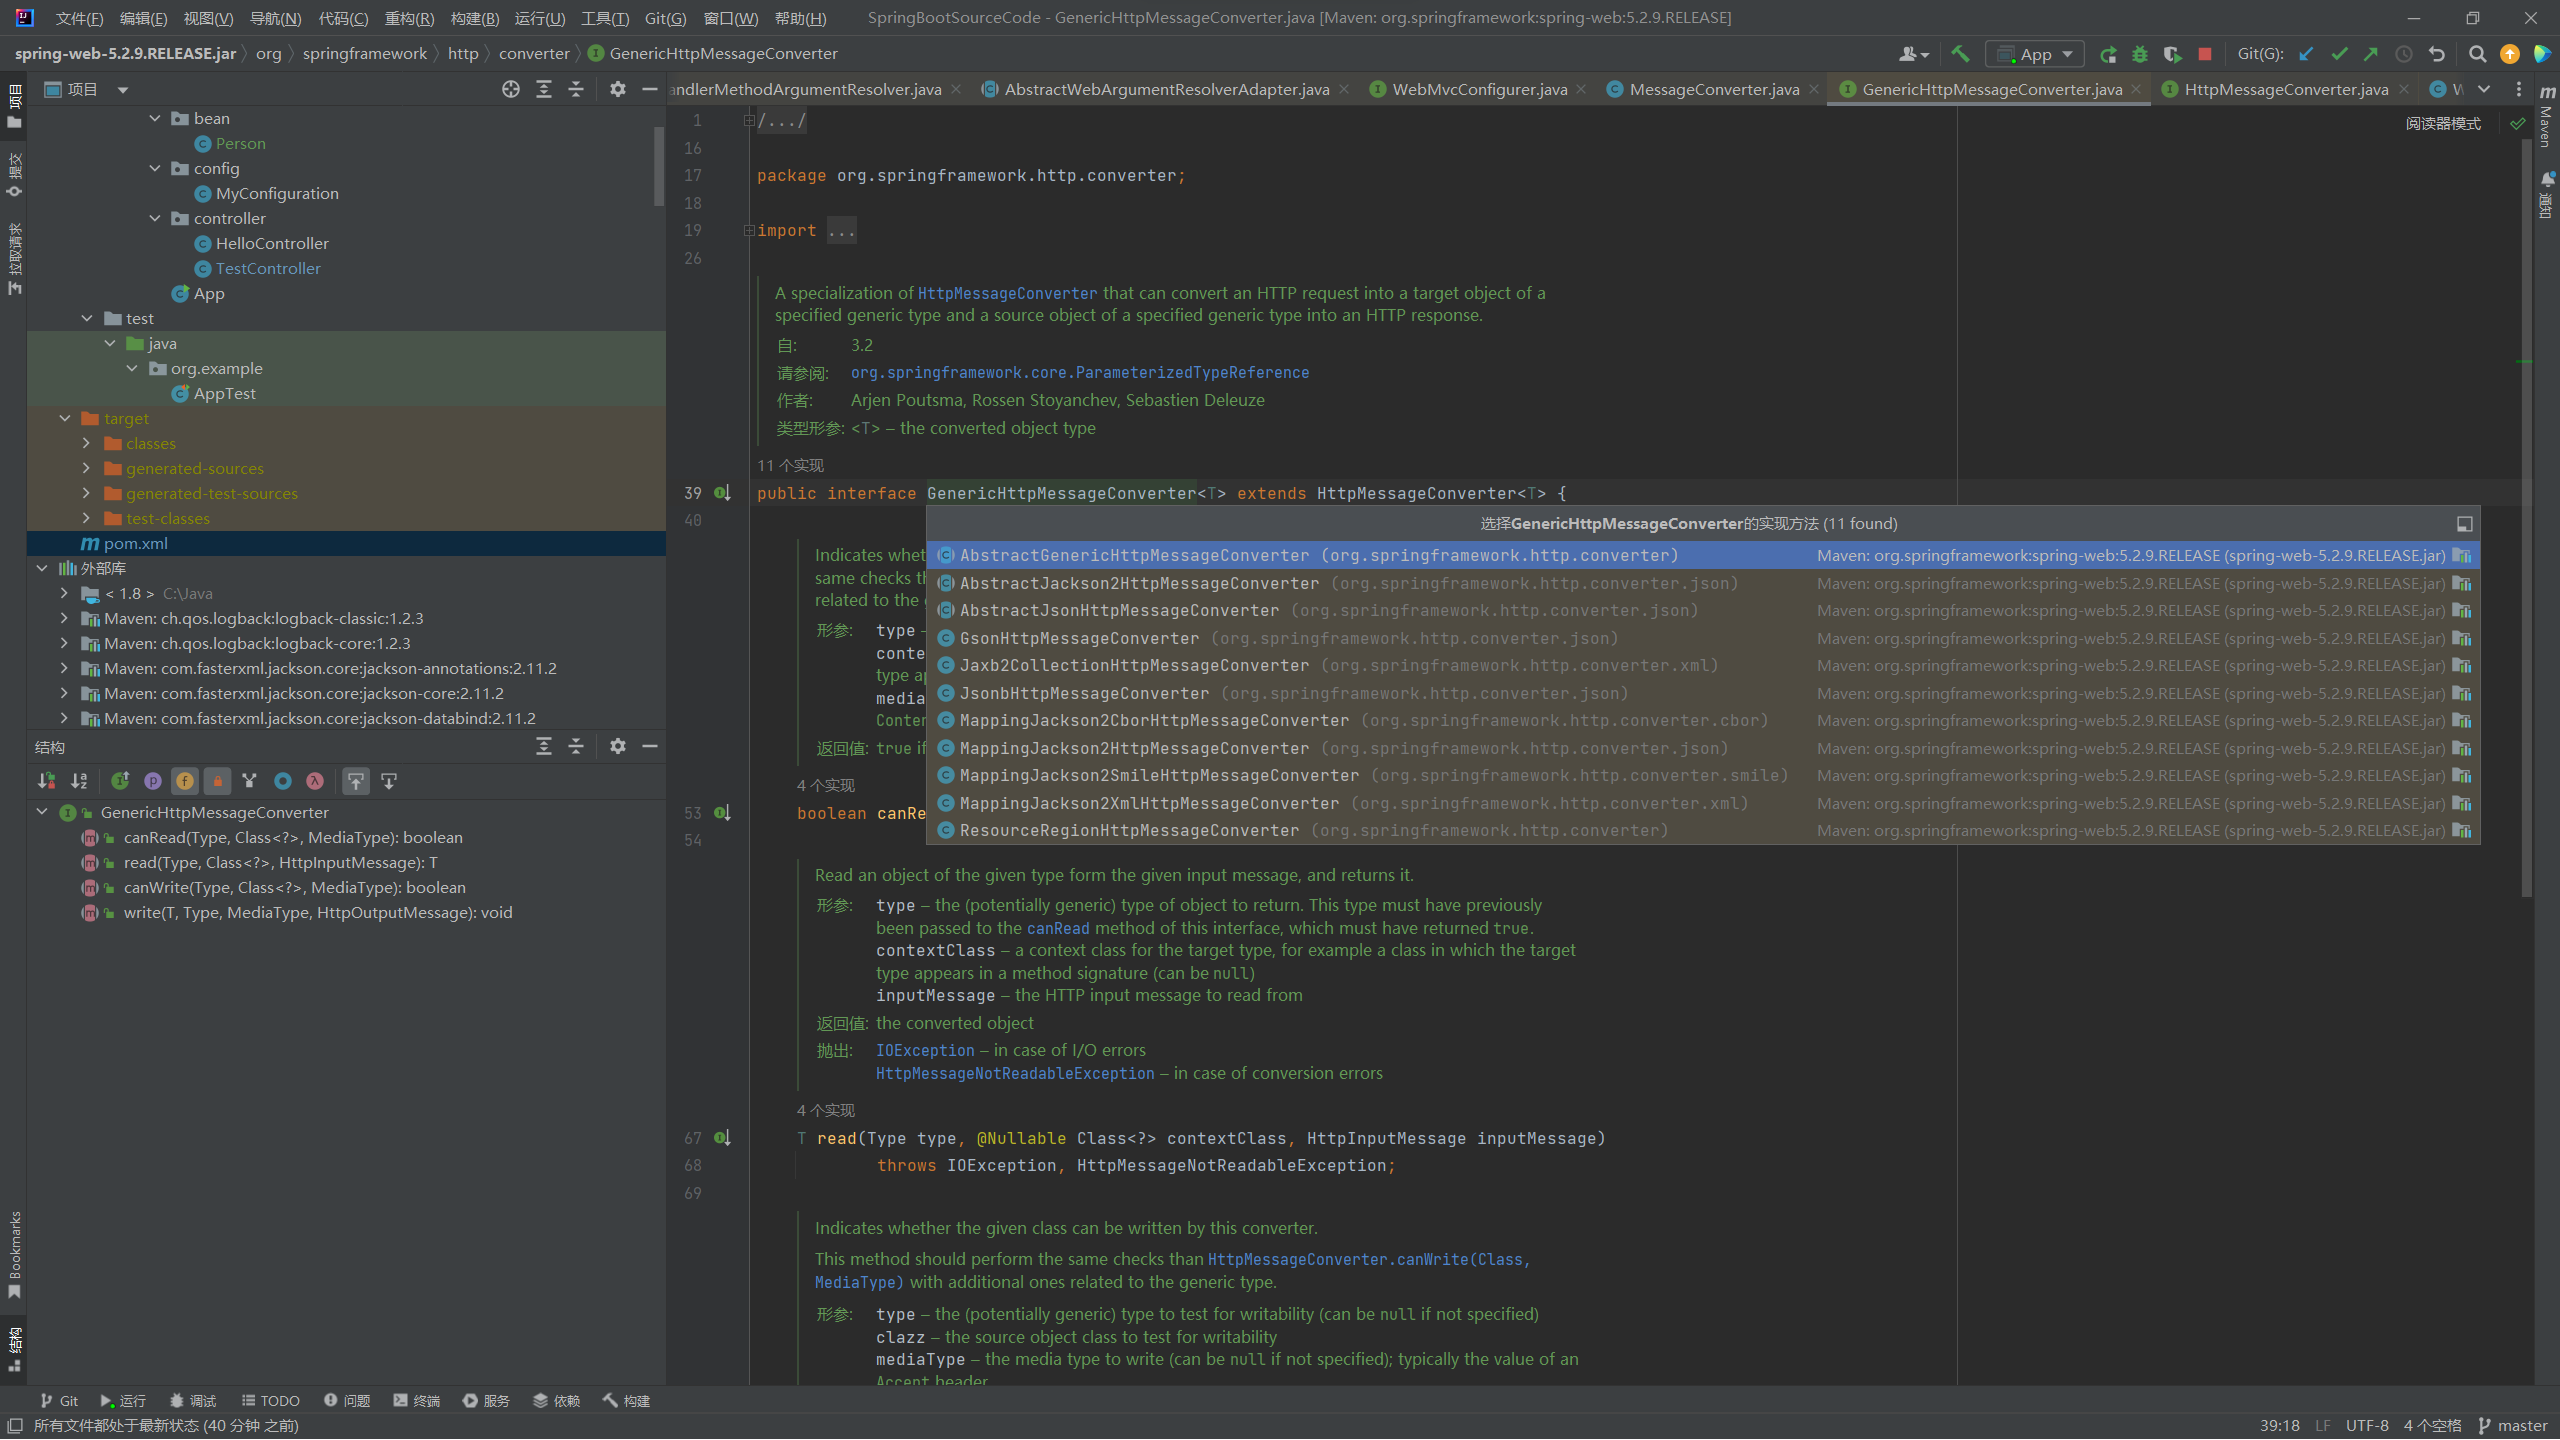 文件(F) 编辑(E) 视图(V) 导航(N) 代码(C) 重构(R) 构建(B) 运行(U) 工具(T) Git(G) 窗口(W) 帮助(H) SpringBootSourceCode - GenericHttpMessageConverter.java [Maven: org.springframework:spring-web:5.2.9.RELEASE]
spring-web-5.2.9.RELEASE.jar org springframework http converter GenericHttpMessageConverter App Git(G):
项目
andlerMethodArgumentResolver.java AbstractWebArgumentResolverAdapter.java WebMvcConfigurer.java MessageConverter.java GenericHttpMessageConverter.java HttpMessageConverter.java
项目
提交
拉取请求
Bookmarks
结构
bean
Person
config
MyConfiguration
controller
HelloController
TestController
App
test
java
org.example
AppTest
target
classes
generated-sources
generated-test-sources
test-classes
pom.xml
外部库
< 1.8 > C:\Java
Maven: ch.qos.logback:logback-classic:1.2.3
Maven: ch.qos.logback:logback-core:1.2.3
Maven: com.fasterxml.jackson.core:jackson-annotations:2.11.2
Maven: com.fasterxml.jackson.core:jackson-core:2.11.2
Maven: com.fasterxml.jackson.core:jackson-databind:2.11.2
结构
GenericHttpMessageConverter
canRead(Type, Class<?>, MediaType): boolean
read(Type, Class<?>, HttpInputMessage): T
canWrite(Type, Class<?>, MediaType): boolean
write(T, Type, MediaType, HttpOutputMessage): void
阅读器模式
1 /.../
16
17 package org.springframework.http.converter;
18
19 import ...
26
A specialization of HttpMessageConverter that can convert an HTTP request into a target object of a
specified generic type and a source object of a specified generic type into an HTTP response.
自: 3.2
请参阅: org.springframework.core.ParameterizedTypeReference
作者: Arjen Poutsma, Rossen Stoyanchev, Sebastien Deleuze
类型形参: <T> – the converted object type
11 个实现
39 public interface GenericHttpMessageConverter<T> extends HttpMessageConverter<T> {
40
选择GenericHttpMessageConverter的实现方法 (11 found)
AbstractGenericHttpMessageConverter (org.springframework.http.converter) Maven: org.springframework:spring-web:5.2.9.RELEASE (spring-web-5.2.9.RELEASE.jar)
AbstractJackson2HttpMessageConverter (org.springframework.http.converter.json) Maven: org.springframework:spring-web:5.2.9.RELEASE (spring-web-5.2.9.RELEASE.jar)
AbstractJsonHttpMessageConverter (org.springframework.http.converter.json) Maven: org.springframework:spring-web:5.2.9.RELEASE (spring-web-5.2.9.RELEASE.jar)
GsonHttpMessageConverter (org.springframework.http.converter.json) Maven: org.springframework:spring-web:5.2.9.RELEASE (spring-web-5.2.9.RELEASE.jar)
Jaxb2CollectionHttpMessageConverter (org.springframework.http.converter.xml) Maven: org.springframework:spring-web:5.2.9.RELEASE (spring-web-5.2.9.RELEASE.jar)
JsonbHttpMessageConverter (org.springframework.http.converter.json) Maven: org.springframework:spring-web:5.2.9.RELEASE (spring-web-5.2.9.RELEASE.jar)
MappingJackson2CborHttpMessageConverter (org.springframework.http.converter.cbor) Maven: org.springframework:spring-web:5.2.9.RELEASE (spring-web-5.2.9.RELEASE.jar)
MappingJackson2HttpMessageConverter (org.springframework.http.converter.json) Maven: org.springframework:spring-web:5.2.9.RELEASE (spring-web-5.2.9.RELEASE.jar)
MappingJackson2SmileHttpMessageConverter (org.springframework.http.converter.smile) Maven: org.springframework:spring-web:5.2.9.RELEASE (spring-web-5.2.9.RELEASE.jar)
MappingJackson2XmlHttpMessageConverter (org.springframework.http.converter.xml) Maven: org.springframework:spring-web:5.2.9.RELEASE (spring-web-5.2.9.RELEASE.jar)
ResourceRegionHttpMessageConverter (org.springframework.http.converter) Maven: org.springframework:spring-web:5.2.9.RELEASE (spring-web-5.2.9.RELEASE.jar)
Indicates whet
same checks th
related to the
形参: type –
conte
type ap
media
Conten
返回值: true if
4 个实现
53 boolean canRe
54
Read an object of the given type form the given input message, and returns it.
形参: type – the (potentially generic) type of object to return. This type must have previously
been passed to the canRead method of this interface, which must have returned true.
contextClass – a context class for the target type, for example a class in which the target
type appears in a method signature (can be null)
inputMessage – the HTTP input message to read from
返回值: the converted object
抛出: IOException – in case of I/O errors
HttpMessageNotReadableException – in case of conversion errors
4 个实现
67 T read(Type type, @Nullable Class<?> contextClass, HttpInputMessage inputMessage)
68 throws IOException, HttpMessageNotReadableException;
69
Indicates whether the given class can be written by this converter.
This method should perform the same checks than HttpMessageConverter.canWrite(Class,
MediaType) with additional ones related to the generic type.
形参: type – the (potentially generic) type to test for writability (can be null if not specified)
clazz – the source object class to test for writability
mediaType – the media type to write (can be null if not specified); typically the value of an
Accept header
Maven
通知
Git 运行 调试 TODO 问题 终端 服务 依赖 构建
所有文件都处于最新状态 (40 分钟 之前) 39:18 LF UTF-8 4 个空格 master